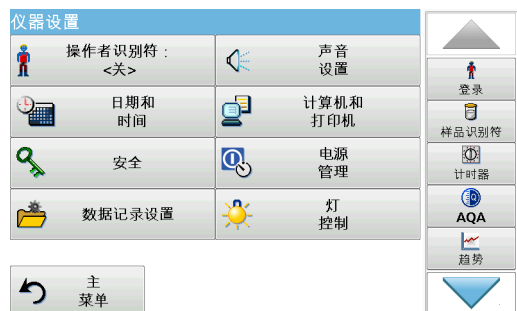 仪器设置
操作者识别符：
<关>
声音
设置
日期和
时间
计算机和
打印机
安全
电源
管理
数据记录设置
灯
控制
主
菜单
登录
样品识别符
计时器
AQA
趋势